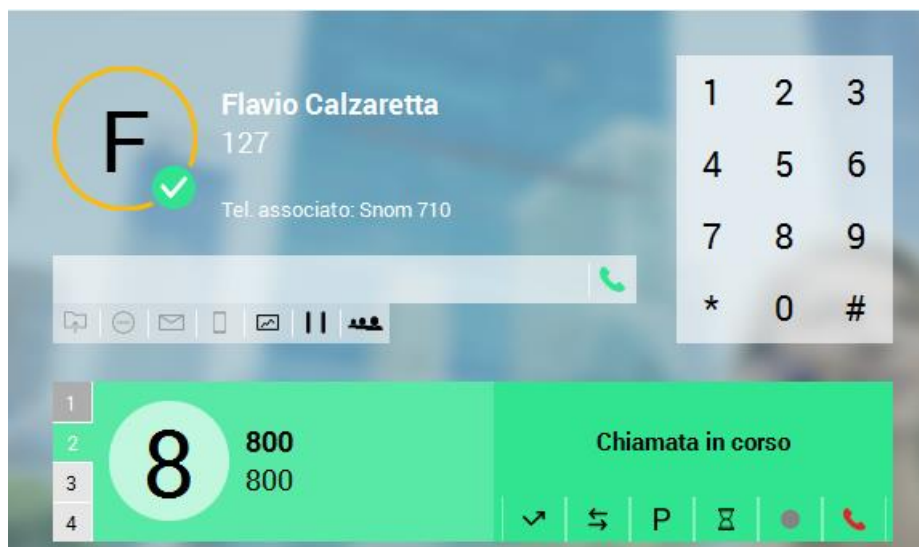 F
Flavio Calzaretta
127
Tel. associato: Snom 710
1 2 3
4 5 6
7 8 9
* 0 #
1
2
3
4
8
800
800
Chiamata in corso
P